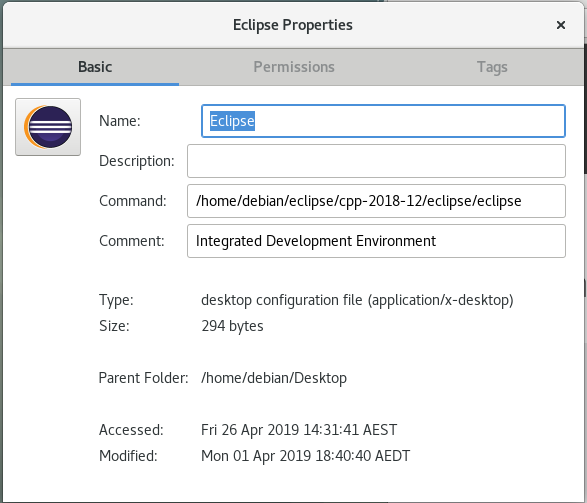 Eclipse Properties
Basic Permissions Tags
Name: Eclipse
Description:
Command: /home/debian/eclipse/cpp-2018-12/eclipse/eclipse
Comment: Integrated Development Environment
Type: desktop configuration file (application/x-desktop)
Size: 294 bytes
Parent Folder: /home/debian/Desktop
Accessed: Fri 26 Apr 2019 14:31:41 AEST
Modified: Mon 01 Apr 2019 18:40:40 AEDT